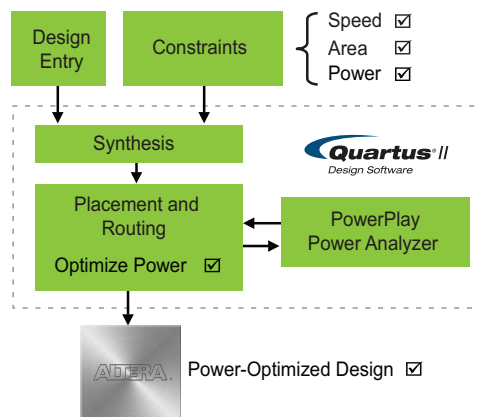 Design
Entry
Constraints
Speed ☑
Area ☑
Power ☑
Synthesis
Quartus® II
Design Software
Placement and
Routing
Optimize Power ☑
PowerPlay
Power Analyzer
ALTERA.
Power-Optimized Design ☑